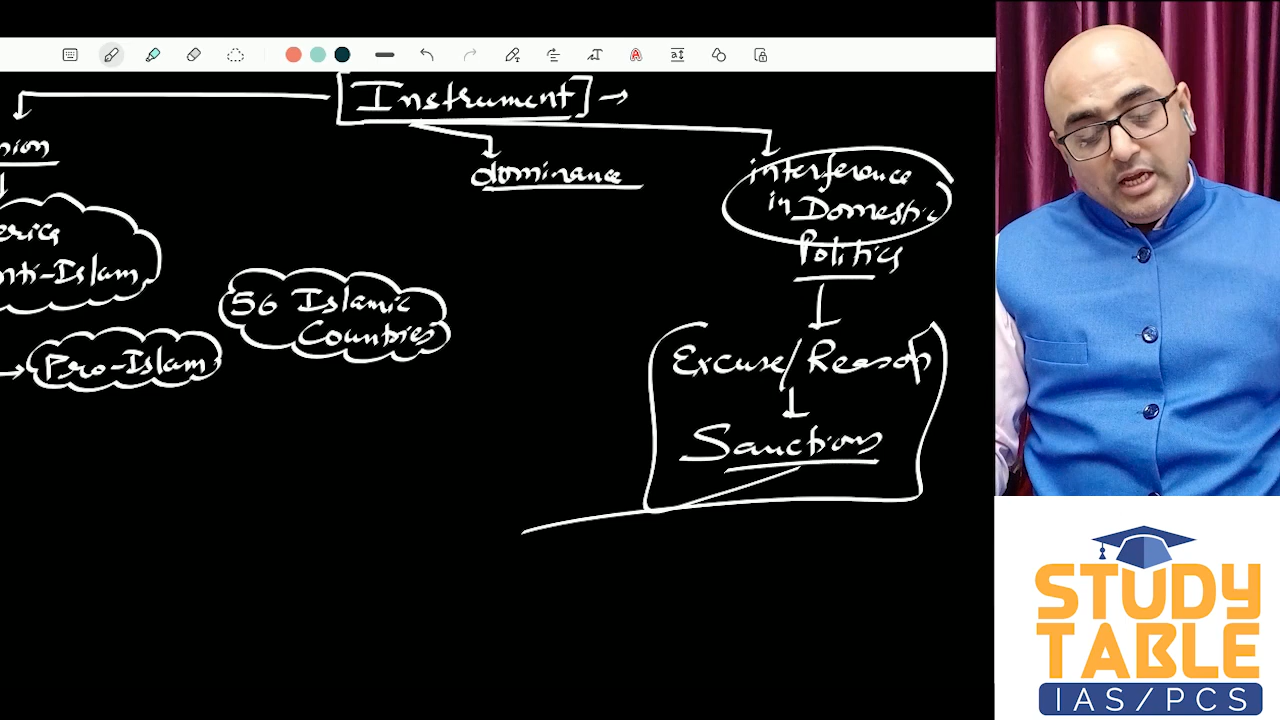 [Instrument] →
nion
dominance
interference
in Domestic
Politics
erica
nti-Islam
56 Islamic
Countries
→ Pro-Islam
Excuse/Reason
↓
Sanctions
STUDY
TABLE
IAS/PCS